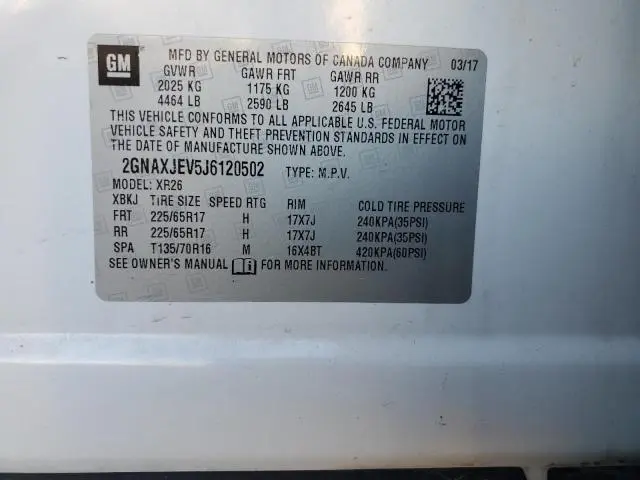 GM
MFD BY GENERAL MOTORS OF CANADA COMPANY 03/17
GVWR GAWR FRT GAWR RR
2025 KG 1175 KG 1200 KG
4464 LB 2590 LB 2645 LB
THIS VEHICLE CONFORMS TO ALL APPLICABLE U.S. FEDERAL MOTOR
VEHICLE SAFETY AND THEFT PREVENTION STANDARDS IN EFFECT ON
THE DATE OF MANUFACTURE SHOWN ABOVE.
2GNAXJEV5J6120502 TYPE: M.P.V.
MODEL: XR26
XBKJ TIRE SIZE SPEED RTG RIM COLD TIRE PRESSURE
FRT 225/65R17 H 17X7J 240KPA(35PSI)
RR 225/65R17 H 17X7J 240KPA(35PSI)
SPA T135/70R16 M 16X4BT 420KPA(60PSI)
SEE OWNER'S MANUAL FOR MORE INFORMATION.